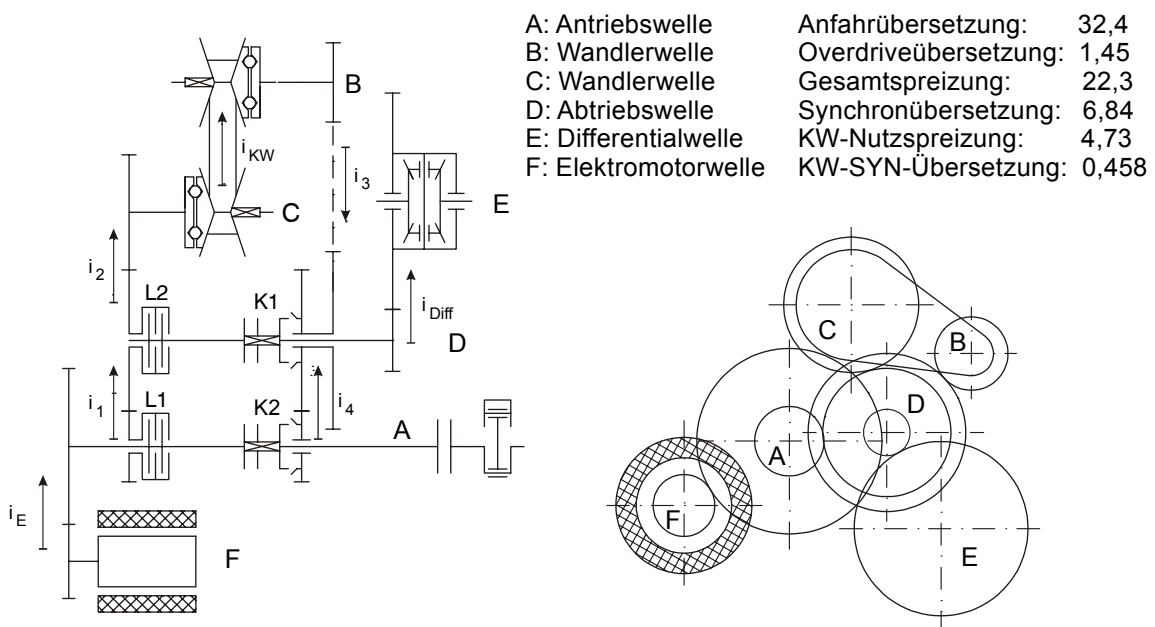 A: Antriebswelle Anfahrübersetzung: 32,4
B: Wandlerwelle Overdriveübersetzung: 1,45
C: Wandlerwelle Gesamtspreizung: 22,3
D: Abtriebswelle Synchronübersetzung: 6,84
E: Differentialwelle KW-Nutzspreizung: 4,73
F: Elektromotorwelle KW-SYN-Übersetzung: 0,458
B
i KW
i 3
C
E
i 2
L2
K1
i Diff
D
i 1
L1
K2
i 4
A
i E
F
C
B
D
A
F
E